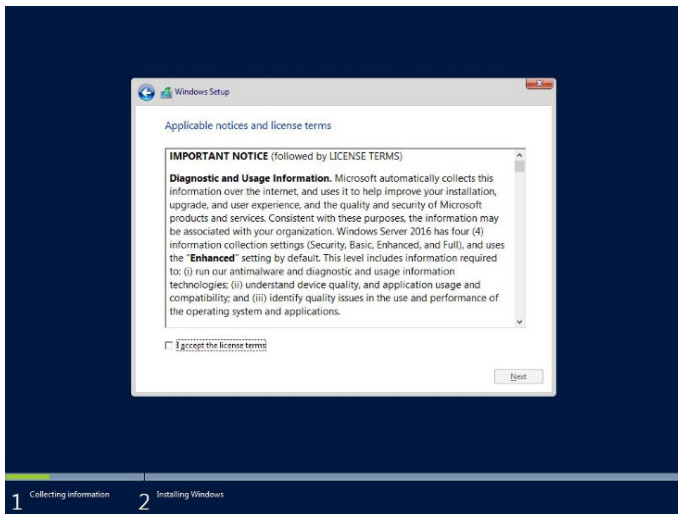 Windows Setup
Applicable notices and license terms
IMPORTANT NOTICE (followed by LICENSE TERMS)
Diagnostic and Usage Information. Microsoft automatically collects this
information over the internet, and uses it to help improve your installation,
upgrade, and user experience, and the quality and security of Microsoft
products and services. Consistent with these purposes, the information may
be associated with your organization. Windows Server 2016 has four (4)
information collection settings (Security, Basic, Enhanced, and Full), and uses
the "Enhanced" setting by default. This level includes information required
to: (i) run our antimalware and diagnostic and usage information
technologies; (ii) understand device quality, and application usage and
compatibility; and (iii) identify quality issues in the use and performance of
the operating system and applications.
I accept the license terms
Next
1 Collecting information 2 Installing Windows